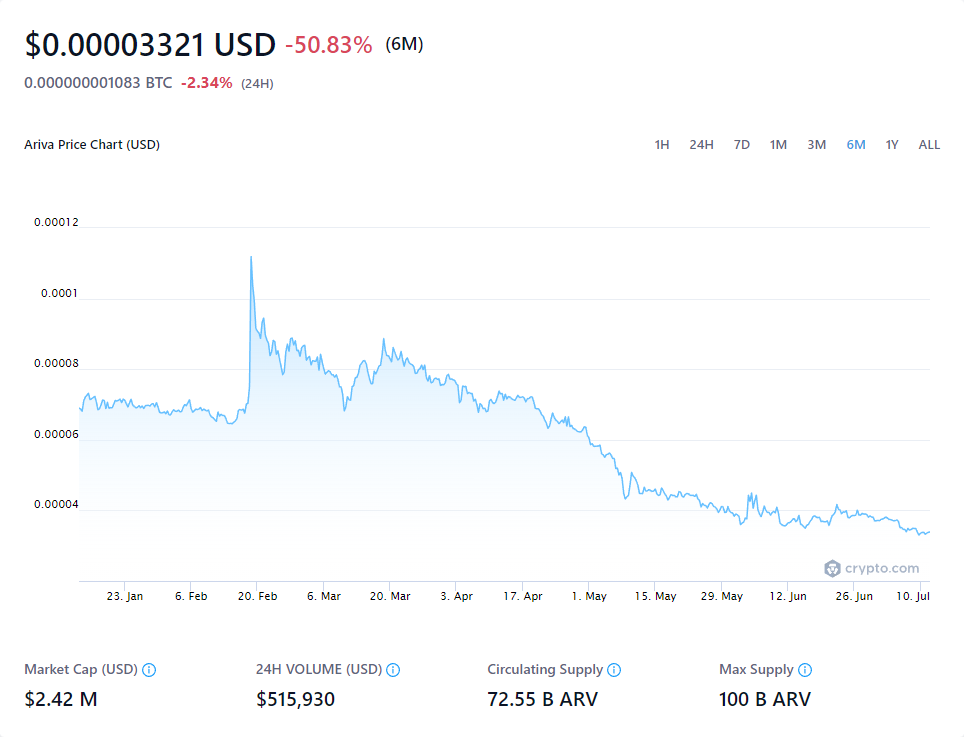 $0.00003321 USD -50.83% (6M)
0.000000001083 BTC -2.34% (24H)
Ariva Price Chart (USD) 1H 24H 7D 1M 3M 6M 1Y ALL
0.00012
0.0001
0.00008
0.00006
0.00004
crypto.com
23. Jan 6. Feb 20. Feb 6. Mar 20. Mar 3. Apr 17. Apr 1. May 15. May 29. May 12. Jun 26. Jun 10. Jul
Market Cap (USD) 24H VOLUME (USD) Circulating Supply Max Supply
$2.42 M $515,930 72.55 B ARV 100 B ARV